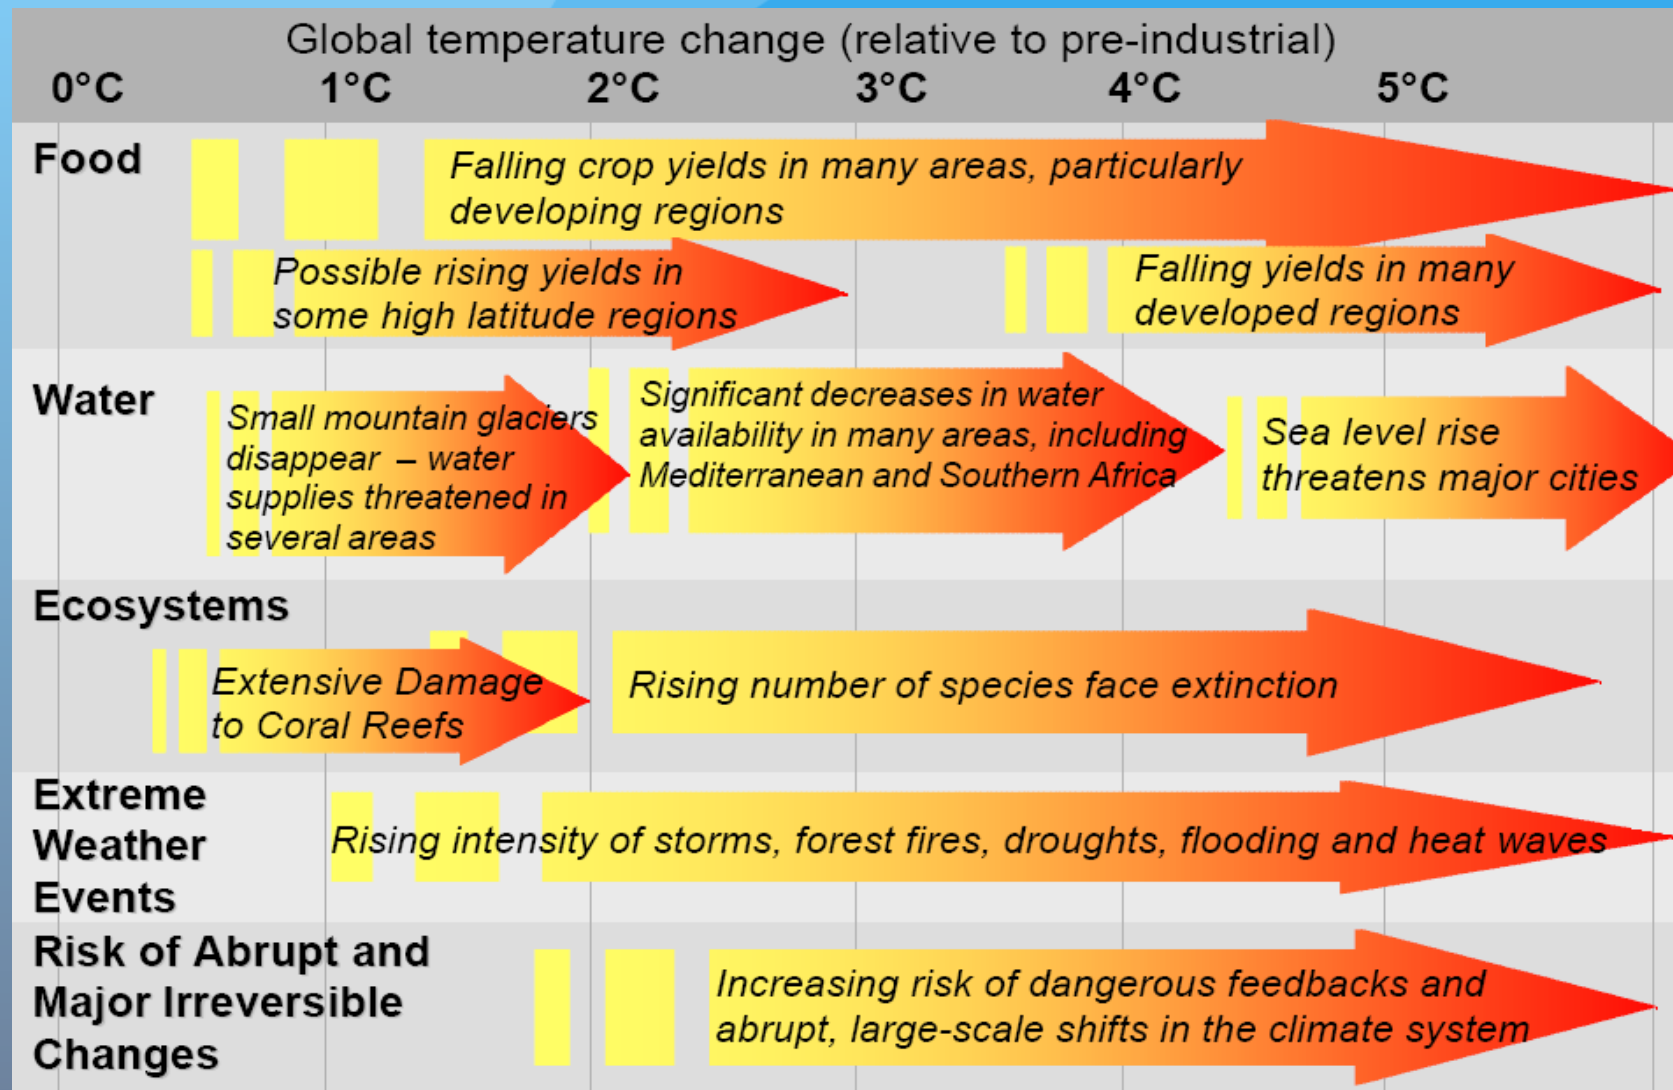 Global temperature change (relative to pre-industrial)
0°C 1°C 2°C 3°C 4°C 5°C
Food
Falling crop yields in many areas, particularly
developing regions
Possible rising yields in
some high latitude regions
Falling yields in many
developed regions
Water
Small mountain glaciers
disappear – water
supplies threatened in
several areas
Significant decreases in water
availability in many areas, including
Mediterranean and Southern Africa
Sea level rise
threatens major cities
Ecosystems
Extensive Damage
to Coral Reefs
Rising number of species face extinction
Extreme
Weather
Events
Rising intensity of storms, forest fires, droughts, flooding and heat waves
Risk of Abrupt and
Major Irreversible
Changes
Increasing risk of dangerous feedbacks and
abrupt, large-scale shifts in the climate system